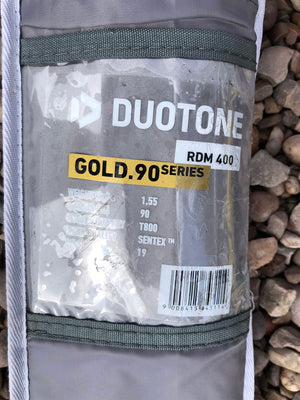 DUOTONE
RDM 400
GOLD.90 SERIES
1,55
90
T800
SENTEX™
19